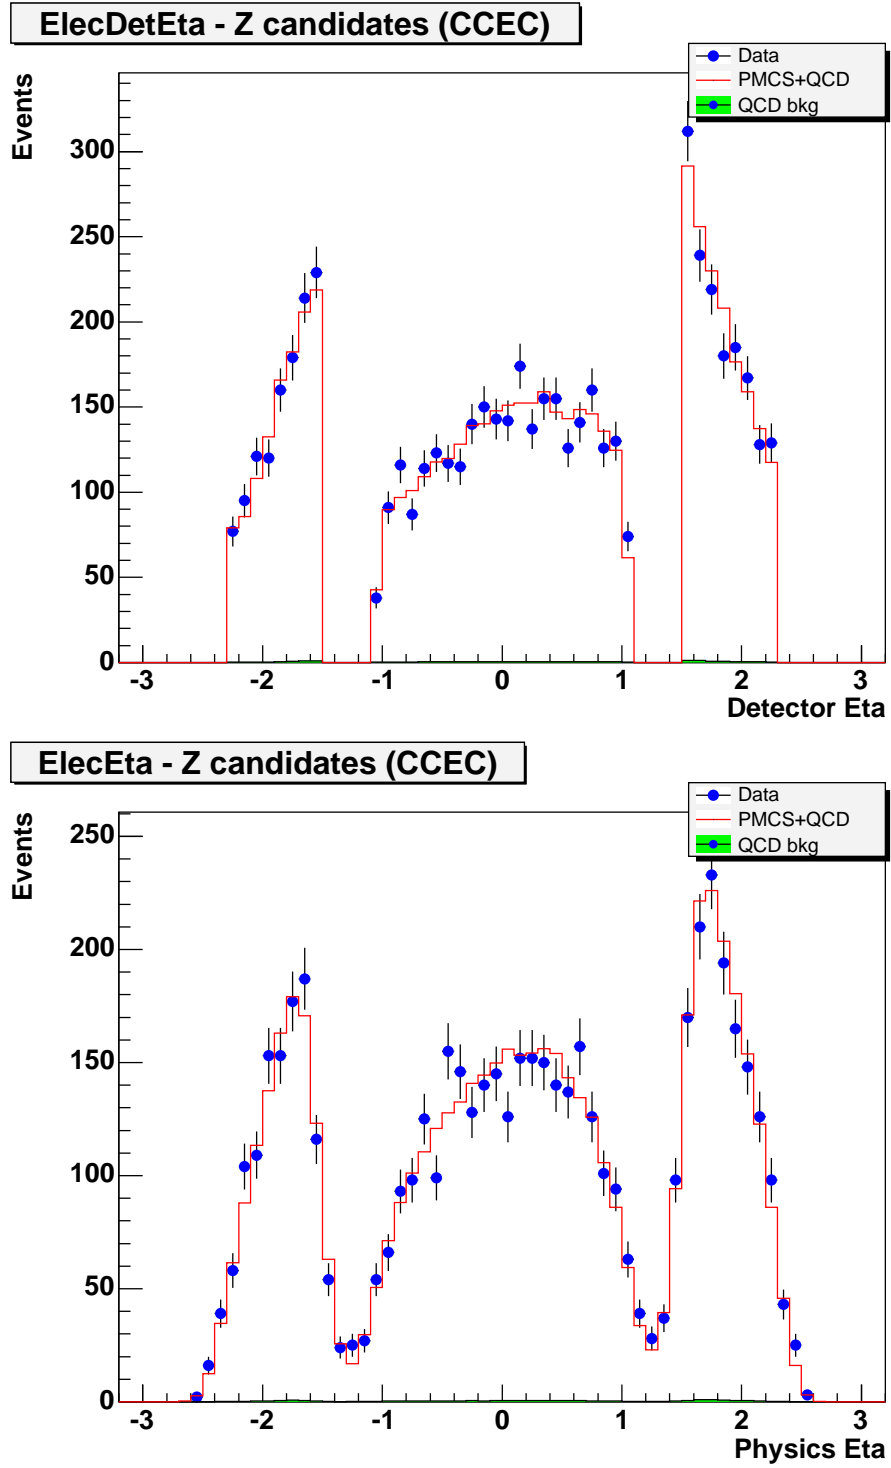 ElecDetEta - Z candidates (CCEC)
Events
Data
PMCS+QCD
QCD bkg
300
250
200
150
100
50
0
-3 -2 -1 0 1 2 3
Detector Eta
ElecEta - Z candidates (CCEC)
Events
Data
PMCS+QCD
QCD bkg
250
200
150
100
50
0
-3 -2 -1 0 1 2 3
Physics Eta